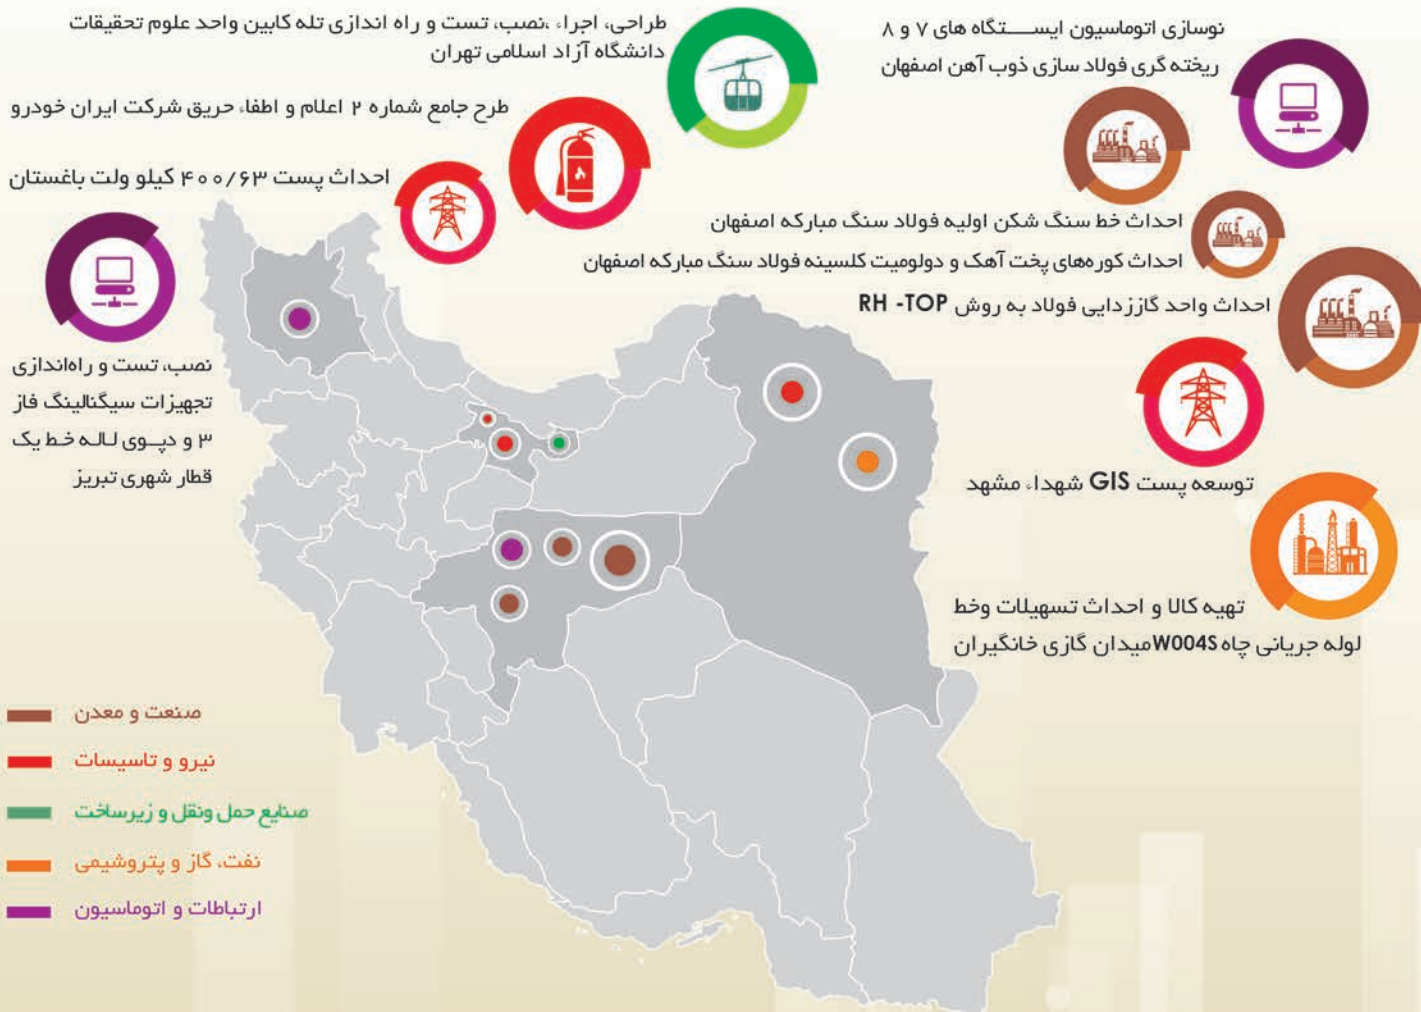 نوسازی اتوماسیون ایســـتگاه های ۷ و ۸
ریخته گری فولاد سازی ذوب آهن اصفهان
طراحی، اجراء ،نصب، تست و راه اندازی تله کابین واحد علوم تحقیقات
دانشگاه آزاد اسلامی تهران
طرح جامع شماره ۲ اعلام و اطفاء حریق شرکت ایران خودرو
احداث پست ۴۰۰/۶۳ کیلو ولت باغستان
احداث خط سنگ شکن اولیه فولاد سنگ مبارکه اصفهان
احداث کوره‌های پخت آهک و دولومیت کلسینه فولاد سنگ مبارکه اصفهان
احداث واحد گاززدایی فولاد به روش RH -TOP
نصب، تست و راه‌اندازی
تجهیزات سیگنالینگ فاز
۳ و دپــوی لاله خط یک
قطار شهری تبریز
توسعه پست GIS شهداء مشهد
تهیه کالا و احداث تسهیلات وخط
لوله جریانی چاه W004Sمیدان گازی خانگیران
صنعت و معدن
نیرو و تاسیسات
صنایع حمل ونقل و زیرساخت
نفت، گاز و پتروشیمی
ارتباطات و اتوماسیون